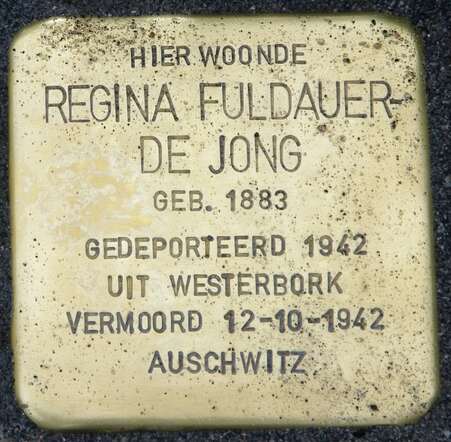 HIER WOONDE
REGINA FULDAUER-
DE JONG
GEB. 1883
GEDEPORTEERD 1942
UIT WESTERBORK
VERMOORD 12-10-1942
AUSCHWITZ